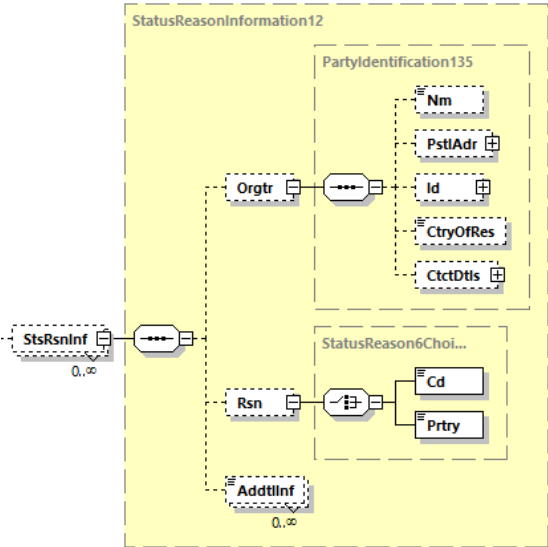 StatusReasonInformation12
PartyIdentification135
Nm
PstlAdr
Orgtr
Id
CtryOfRes
CtctDtls
StsRsnInf
0..∞
StatusReason6Choi...
Cd
Rsn
Prtry
AddtlInf
0..∞